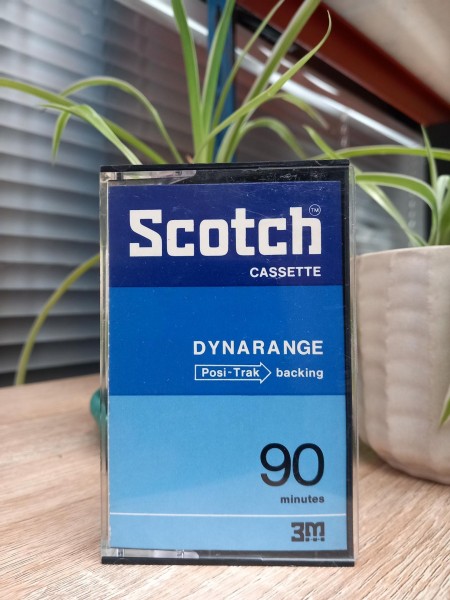 Scotch™
CASSETTE
DYNARANGE
Posi-Trak backing
90
minutes
3M